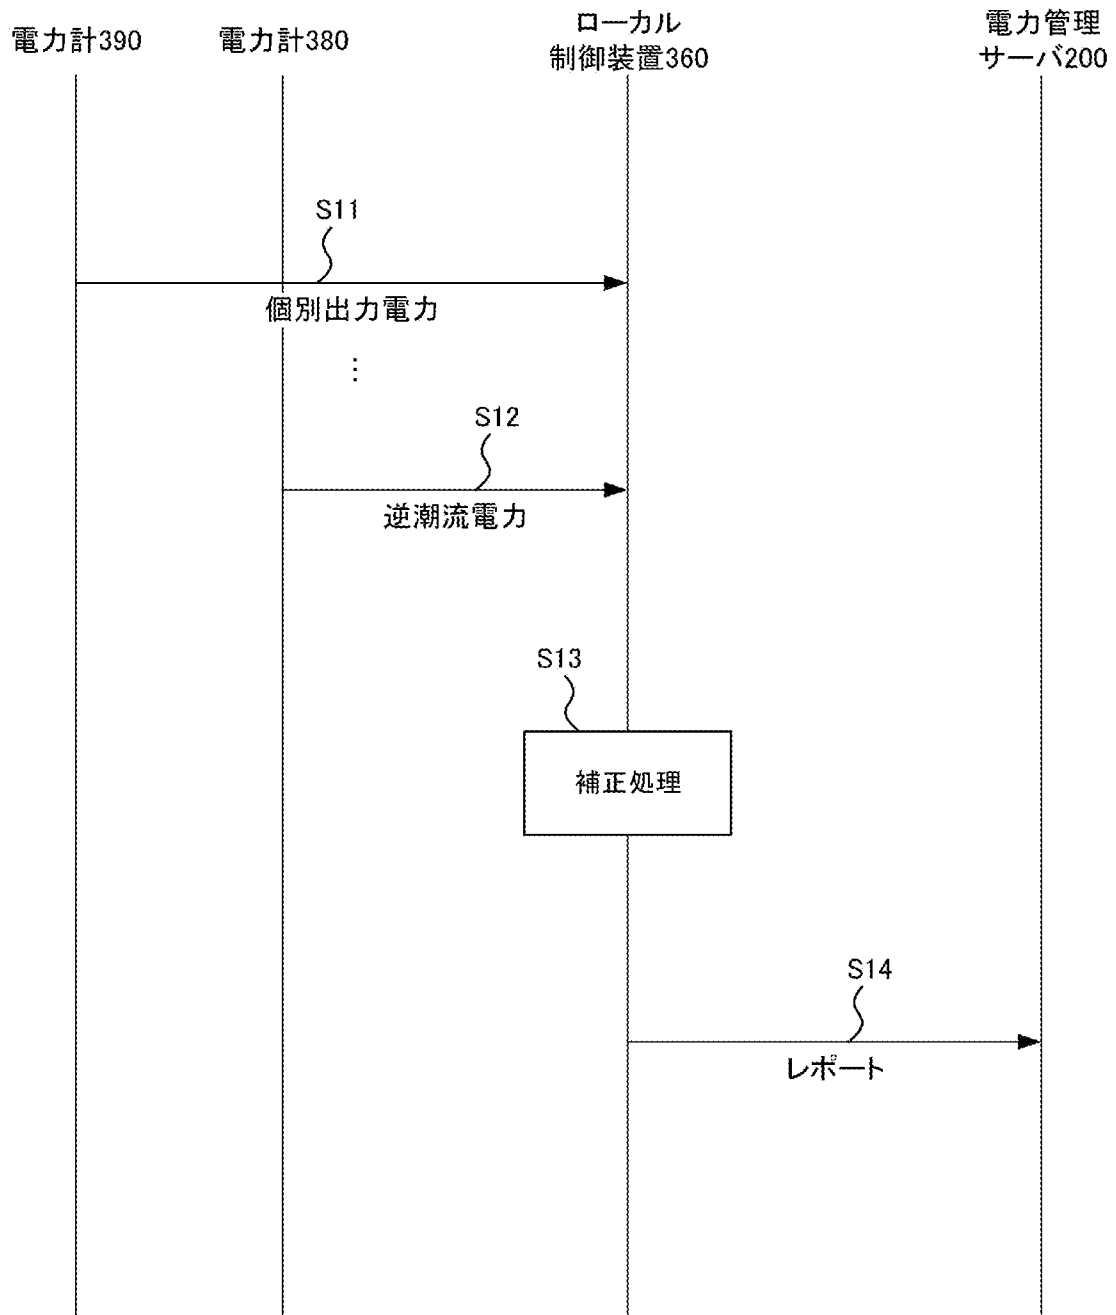 電力計390
電力計380
ローカル
制御装置360
電力管理
サーバ200
S11
個別出力電力
⋮
S12
逆潮流電力
S13
補正処理
S14
レポート